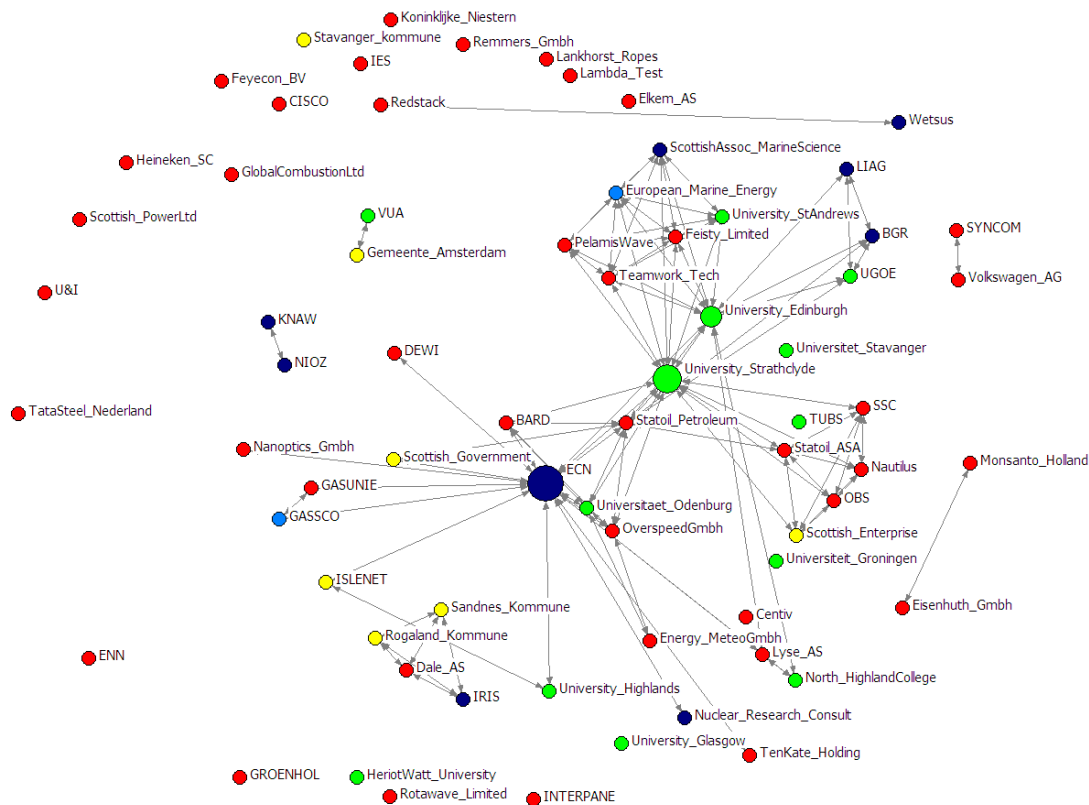 Koninklijke_Niestern
Stavanger_kommune
Remmers_Gmbh
IES
Lankhorst_Ropes
Lambda_Test
Feyecon_BV
CISCO
Redstack
Elkem_AS
Wetsus
ScottishAssoc_MarineScience
Heineken_SC
GlobalCombustionLtd
LIAG
European_Marine_Energy
Scottish_PowerLtd
VUA
University_StAndrews
SYNCOM
BGR
Feisty_Limited
PelamisWave
Gemeente_Amsterdam
Teamwork_Tech
UGOE
Volkswagen_AG
U&I
University_Edinburgh
KNAW
Universitet_Stavanger
DEWI
NIOZ
University_Strathclyde
TataSteel_Nederland
SSC
BARD
Statoil_Petroleum
TUBS
Nanoptics_Gmbh
Scottish_Government
Statoil_ASA
Monsanto_Holland
ECN
Nautilus
GASUNIE
OBS
Universitaet_Odenburg
GASSCO
OverspeedGmbh
Scottish_Enterprise
Universiteit_Groningen
ISLENET
Sandnes_Kommune
Eisenhuth_Gmbh
Centiv
Rogaland_Kommune
Energy_MeteoGmbh
Lyse_AS
ENN
Dale_AS
North_HighlandCollege
University_Highlands
IRIS
Nuclear_Research_Consult
University_Glasgow
TenKate_Holding
GROENHOL
HeriotWatt_University
Rotawave_Limited
INTERPANE